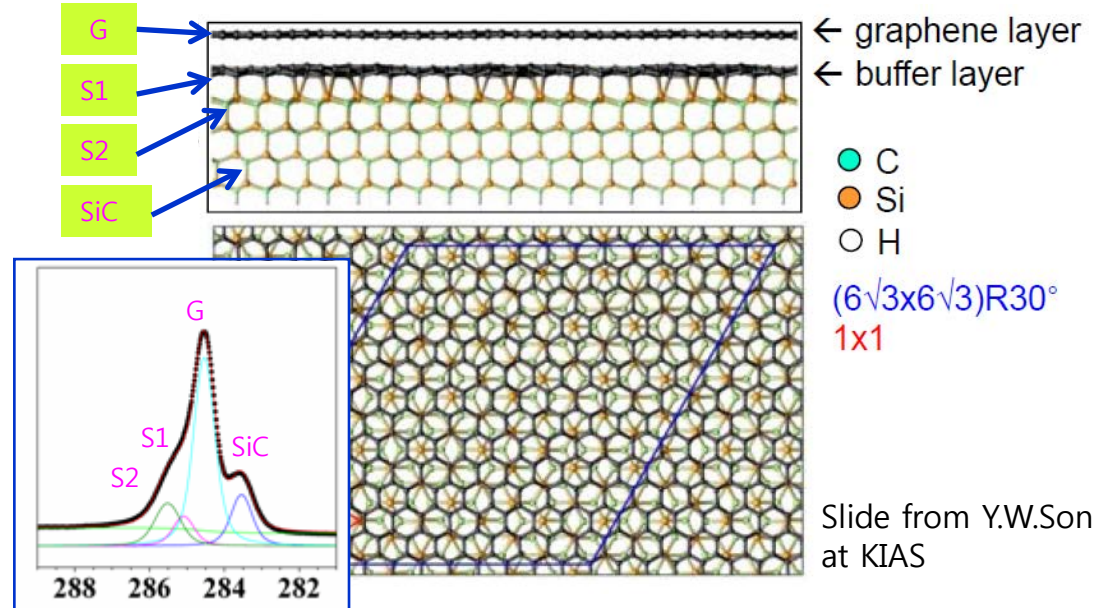 G
S1
S2
SiC
← graphene layer
← buffer layer
C
Si
H
(6√3x6√3)R30°
1x1
G
S1
SiC
S2
288 286 284 282
Slide from Y.W.Son
at KIAS